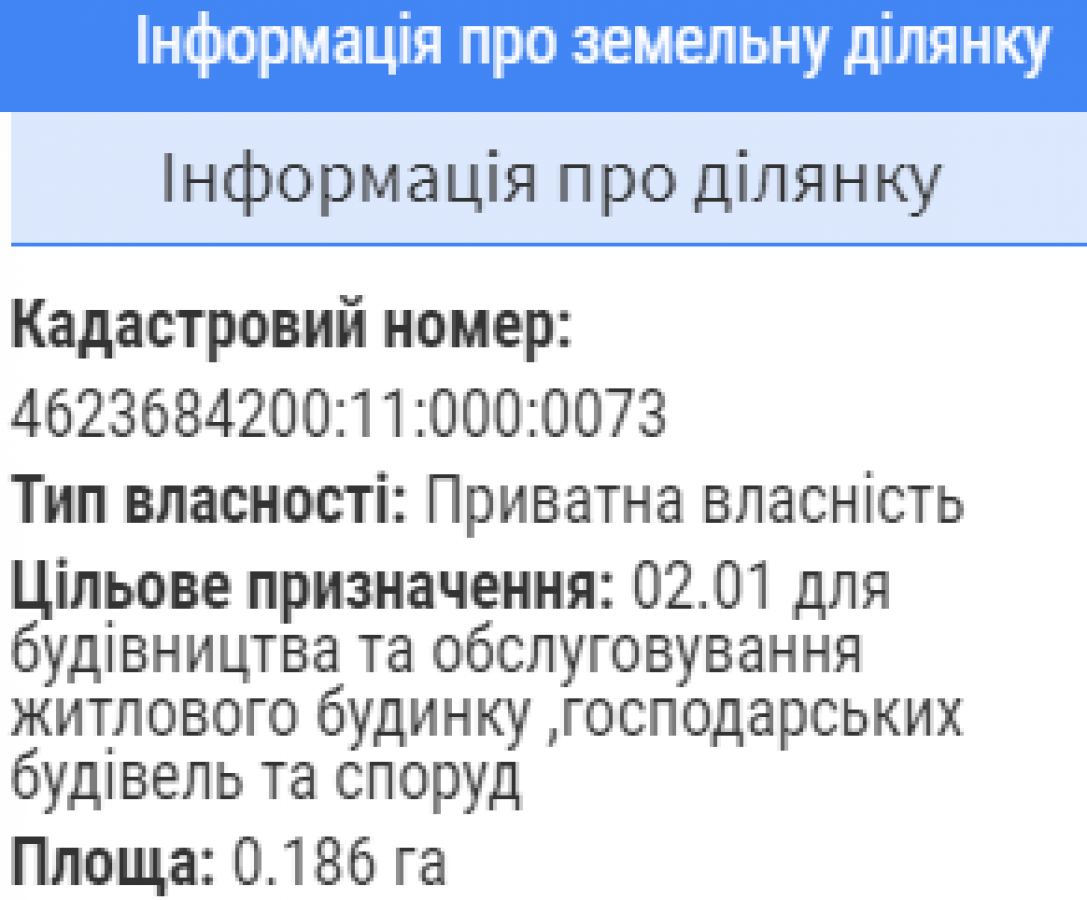 Інформація про земельну ділянку
Інформація про ділянку
Кадастровий номер:
4623684200:11:000:0073
Тип власності: Приватна власність
Цільове призначення: 02.01 для
будівництва та обслуговування
житлового будинку ,господарських
будівель та споруд
Площа: 0.186 га